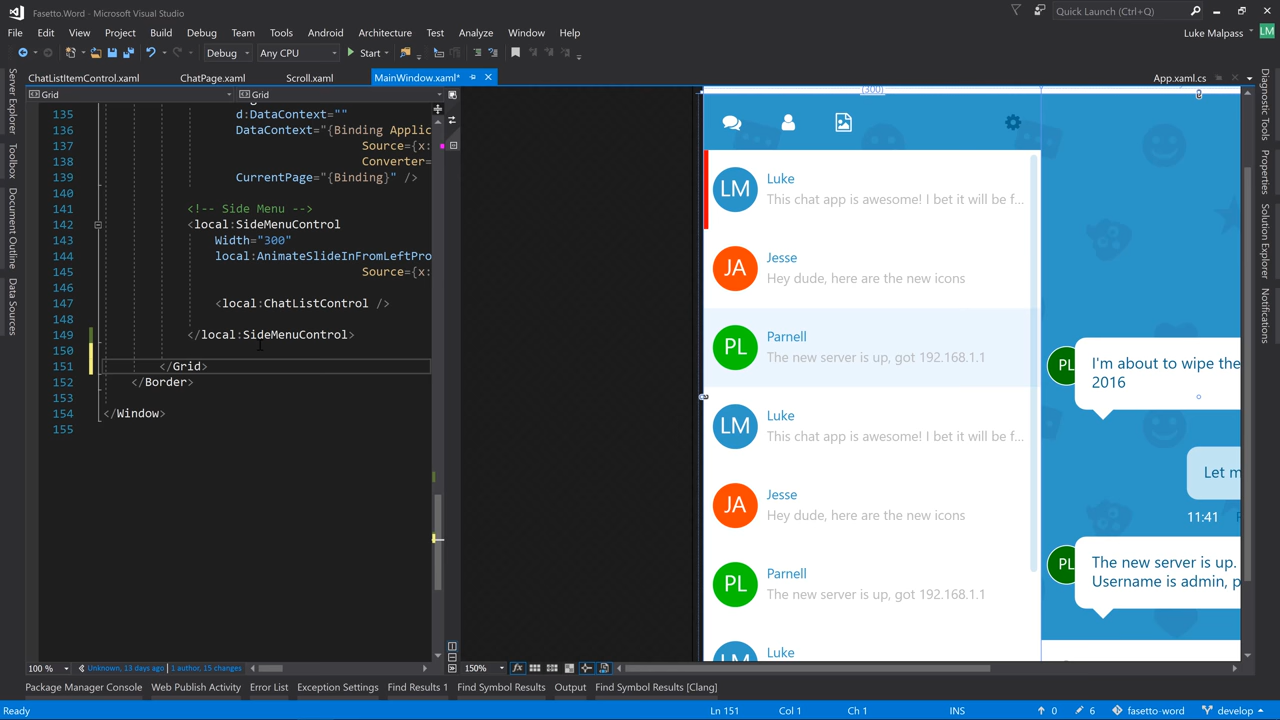 Fasetto.Word - Microsoft Visual Studio
Quick Launch (Ctrl+Q)
File Edit View Project Build Debug Team Tools Android Architecture Test Analyze Window Help
Luke Malpass LM
Debug Any CPU Start
ChatListItemControl.xaml ChatPage.xaml Scroll.xaml MainWindow.xaml* App.xaml.cs
Grid Grid
Server Explorer
Toolbox
Document Outline
Data Sources
135 d:DataContext=""
136 DataContext="{Binding Applic
137 Source={x:
138 Converter=
139 CurrentPage="{Binding}" />
140
141 <!-- Side Menu -->
142 <local:SideMenuControl
143 Width="300"
144 local:AnimateSlideInFromLeftPro
145 Source={x:
146
147 <local:ChatListControl />
148
149 </local:SideMenuControl>
150
151 </Grid>
152 </Border>
153
154 </Window>
155
(300)
LM Luke
This chat app is awesome! I bet it will be f...
JA Jesse
Hey dude, here are the new icons
PL Parnell
The new server is up, got 192.168.1.1
LM Luke
This chat app is awesome! I bet it will be f...
JA Jesse
Hey dude, here are the new icons
PL Parnell
The new server is up, got 192.168.1.1
LM Luke
PL I'm about to wipe the
2016
Let m
11:41
PL The new server is up.
Username is admin, p
Diagnostic Tools
Properties
Solution Explorer
Notifications
100 % Unknown, 13 days ago 1 author, 15 changes
150% fx
Package Manager Console Web Publish Activity Error List Exception Settings Find Results 1 Find Symbol Results Output Find Symbol Results [Clang]
Ready Ln 151 Col 1 Ch 1 INS 0 6 fasetto-word develop